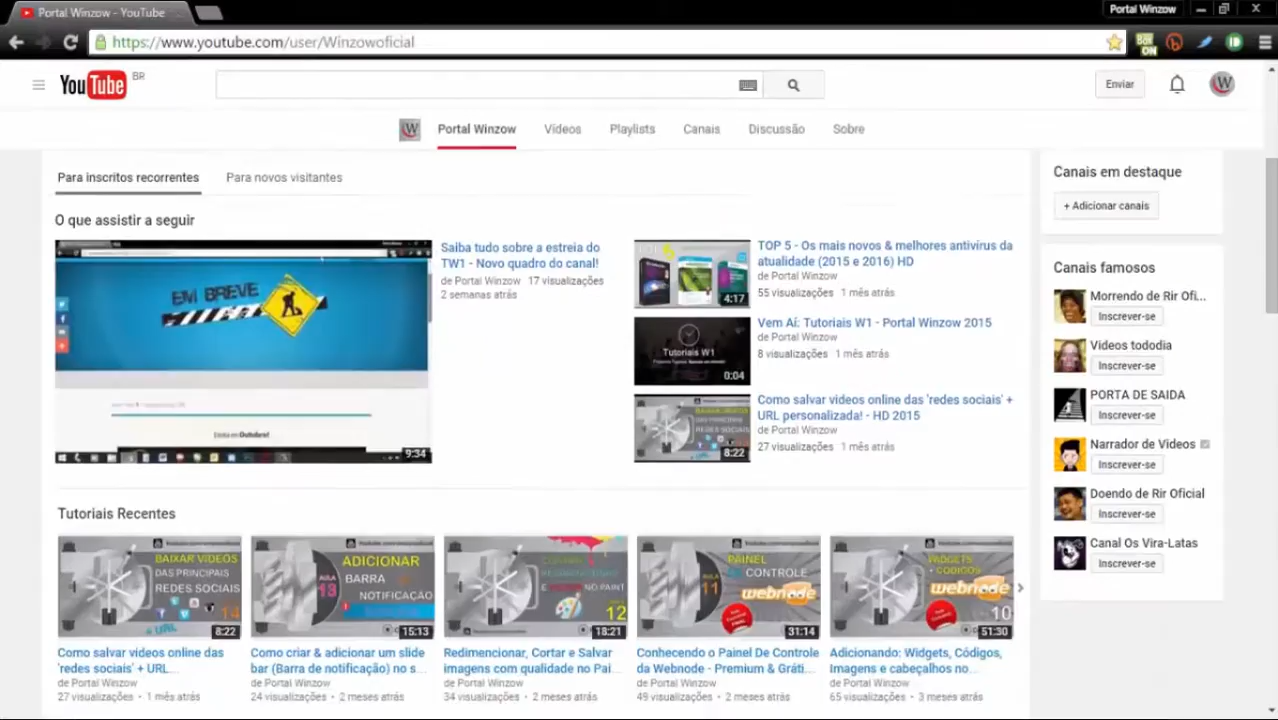 Portal Winzow - YouTube
Portal Winzow
https://www.youtube.com/user/Winzowoficial
YouTube BR
Enviar
Portal Winzow Vídeos Playlists Canais Discussão Sobre
Para inscritos recorrentes Para novos visitantes
O que assistir a seguir
EM BREVE
9:34
Saiba tudo sobre a estreia do
TW1 - Novo quadro do canal!
de Portal Winzow 17 visualizações
2 semanas atrás
4:17
TOP 5 - Os mais novos & melhores antivírus da
atualidade (2015 e 2016) HD
de Portal Winzow
55 visualizações 1 mês atrás
Tutoriais W1
0:04
Vem Aí: Tutoriais W1 - Portal Winzow 2015
de Portal Winzow
8 visualizações 1 mês atrás
8:22
Como salvar vídeos online das 'redes sociais' +
URL personalizada! - HD 2015
de Portal Winzow
27 visualizações 1 mês atrás
Canais em destaque
+ Adicionar canais
Canais famosos
Morrendo de Rir Ofi...
Inscrever-se
Vídeos tododia
Inscrever-se
PORTA DE SAIDA
Inscrever-se
Narrador de Vídeos
Inscrever-se
Doendo de Rir Oficial
Inscrever-se
Canal Os Vira-Latas
Inscrever-se
Tutoriais Recentes
BAIXAR VIDEOS
DAS PRINCIPAIS
REDES SOCIAIS
14
+ URL
8:22
Como salvar vídeos online das
'redes sociais' + URL...
de Portal Winzow
27 visualizações • 1 mês atrás
AULA
13
ADICIONAR
BARRA
NOTIFICAÇÃO
15:13
Como criar & adicionar um slide
bar (Barra de notificação) no s...
de Portal Winzow
24 visualizações • 2 meses atrás
NO PAINT
12
18:21
Redimencionar, Cortar e Salvar
imagens com qualidade no Pai...
de Portal Winzow
34 visualizações • 2 meses atrás
AULA
11
PAINEL
DE CONTROLE
webnode
31:14
Conhecendo o Painel De Controle
da Webnode - Premium & Gráti...
de Portal Winzow
49 visualizações • 2 meses atrás
WIDGETS
+ CÓDIGOS
webnode
10
51:30
Adicionando: Widgets, Códigos,
Imagens e cabeçalhos no...
de Portal Winzow
65 visualizações • 3 meses atrás